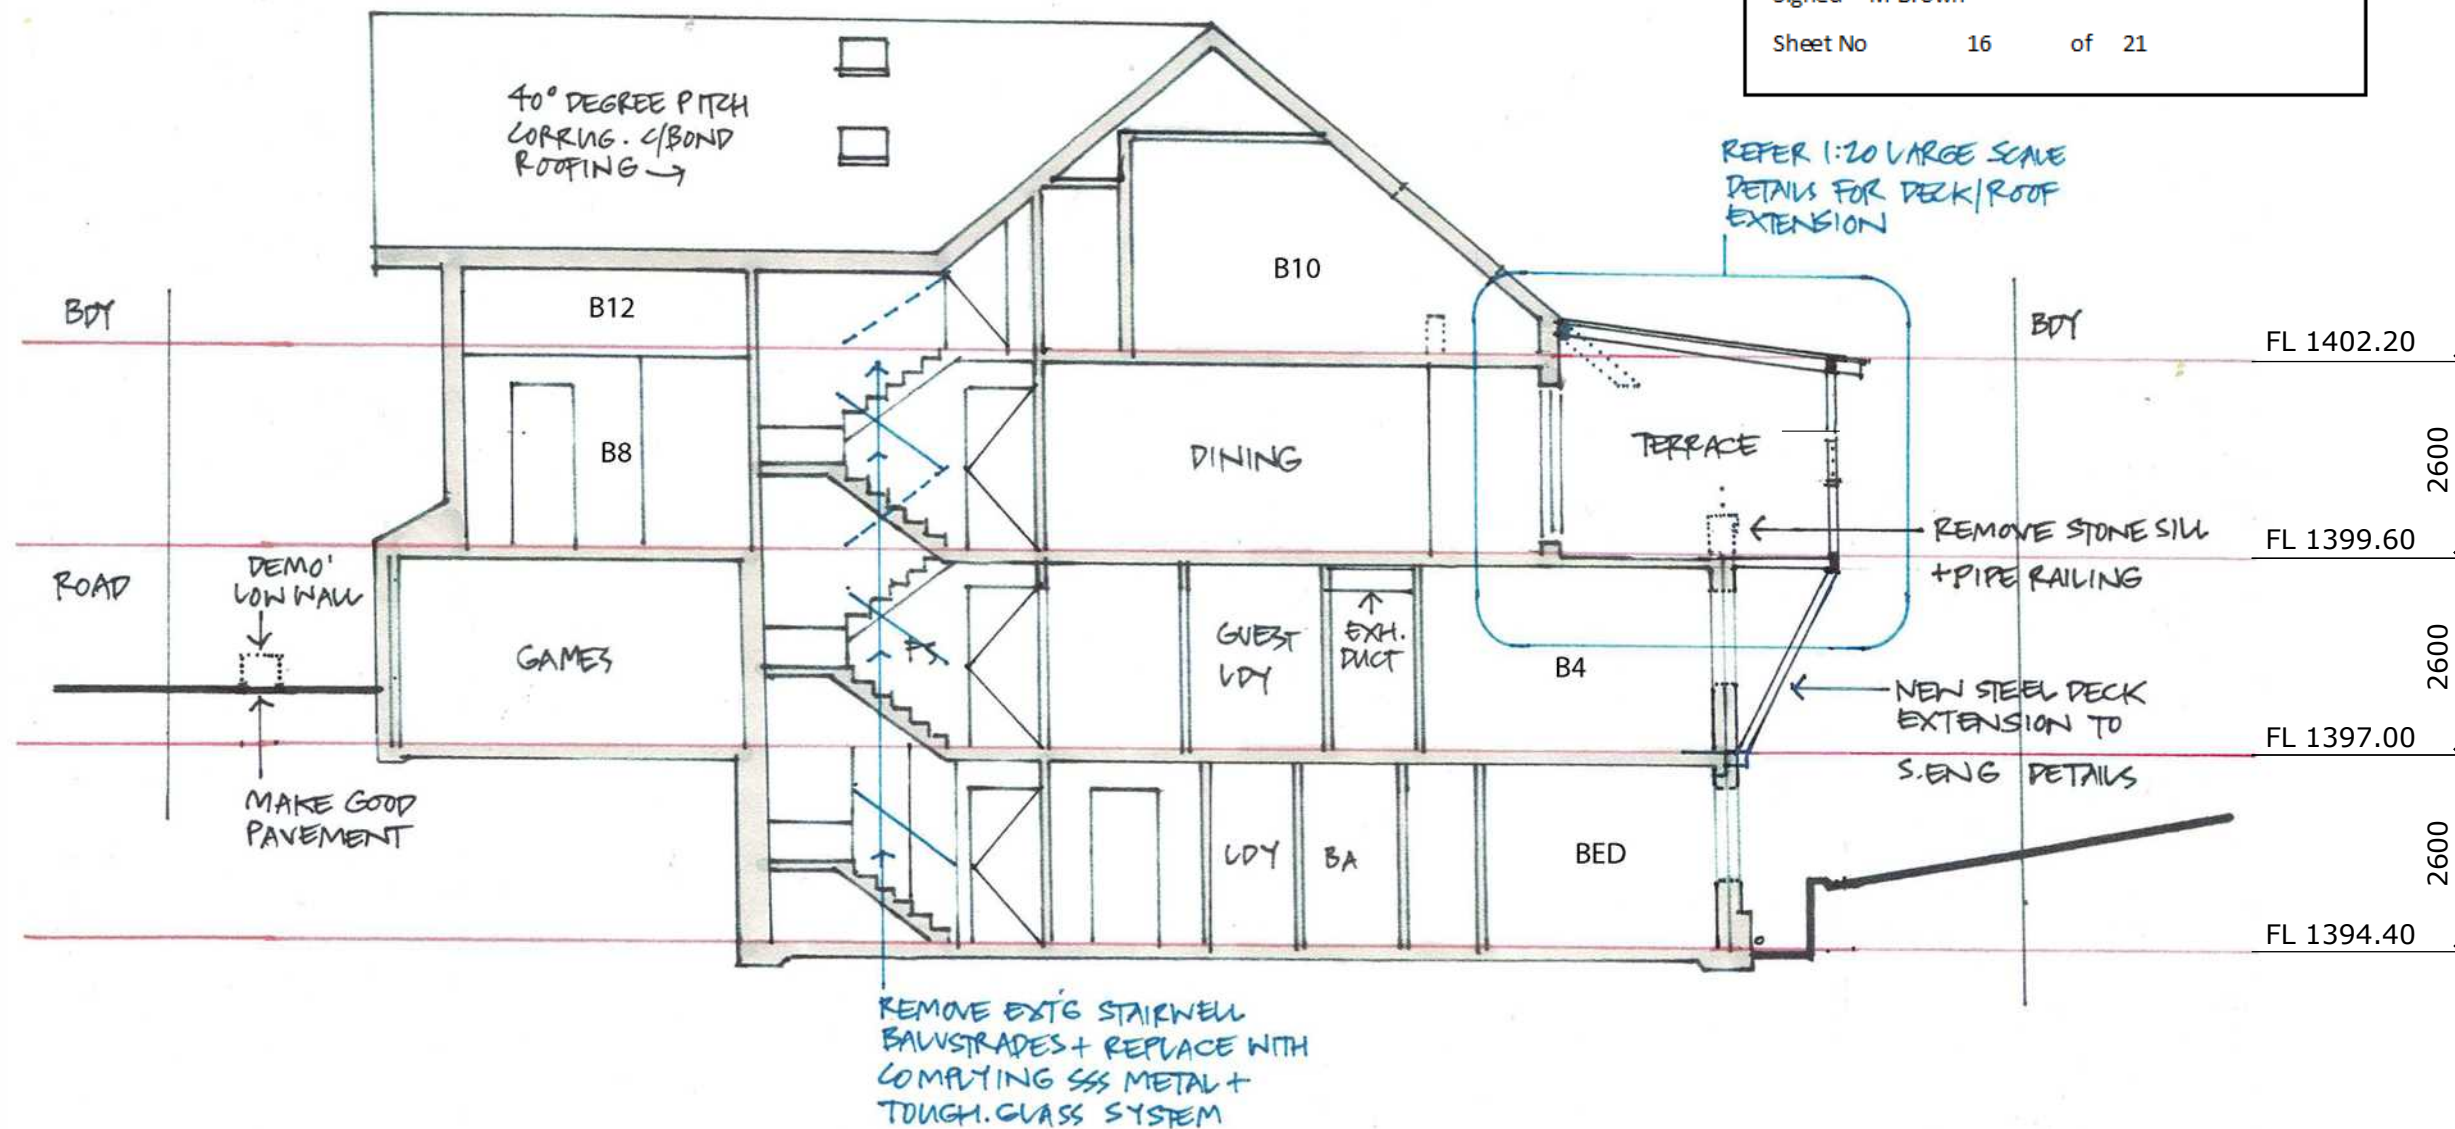 Signed M Brown
Sheet No 16 of 21
40° DEGREE PITCH
CORRUG. C/BOND
ROOFING →
REFER 1:20 LARGE SCALE
DETAILS FOR DECK/ROOF
EXTENSION
BDY
B12
B10
BDY
FL 1402.20
B8
DINING
TERRACE
2600
REMOVE STONE SILL
+ PIPE RAILING
FL 1399.60
ROAD
DEMO'
LOW WALL
GAMES
FS
GUEST
LDY
EXH.
DUCT
B4
2600
NEW STEEL DECK
EXTENSION TO
S.ENG DETAILS
FL 1397.00
MAKE GOOD
PAVEMENT
LDY
BA
BED
2600
FL 1394.40
REMOVE EXT'G STAIRWELL
BALUSTRADES + REPLACE WITH
COMPLYING SSS METAL +
TOUGH. GLASS SYSTEM